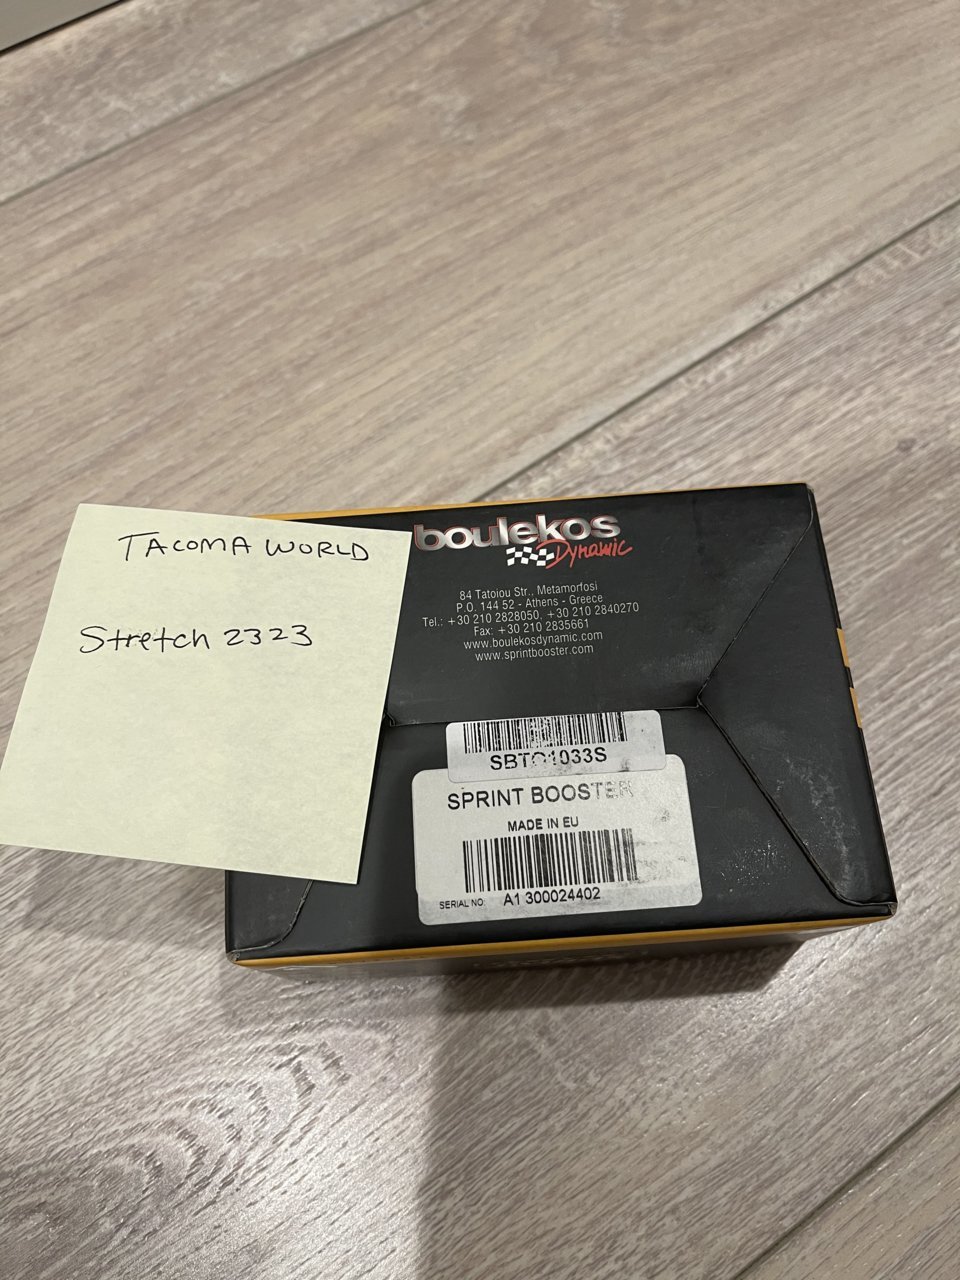 TACOMA WORLD
Stretch 2323
boulekos
Dynamic
84 Tatoiou Str., Metamorfosi
P.O. 144 52 - Athens - Greece
Tel.: +30 210 2828050, +30 210 2840270
Fax: +30 210 2835661
www.boulekosdynamic.com
www.sprintbooster.com
SBTO1033S
SPRINT BOOSTER
MADE IN EU
SERIAL NO: A1 300024402